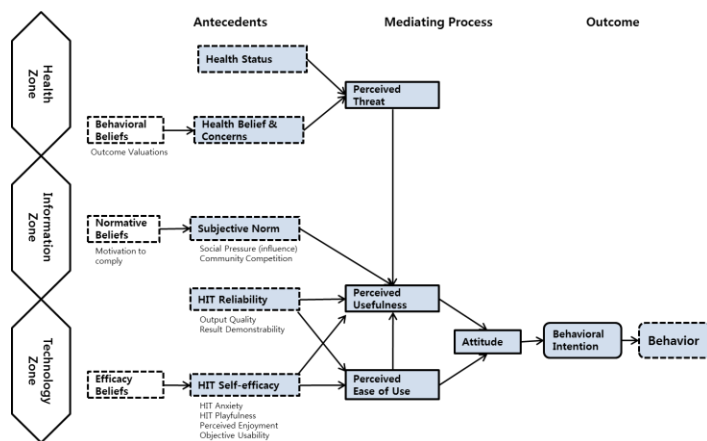 Antecedents
Mediating Process
Outcome
Health
Zone
Health Status
Perceived
Threat
Behavioral
Beliefs
Outcome Valuations
Health Belief &
Concerns
Information
Zone
Normative
Beliefs
Motivation to
comply
Subjective Norm
Social Pressure (influence)
Community Competition
HIT Reliability
Output Quality
Result Demonstrability
Perceived
Usefulness
Technology
Zone
Attitude
Behavioral
Intention
Behavior
Efficacy
Beliefs
HIT Self-efficacy
HIT Anxiety
HIT Playfulness
Perceived Enjoyment
Objective Usability
Perceived
Ease of Use